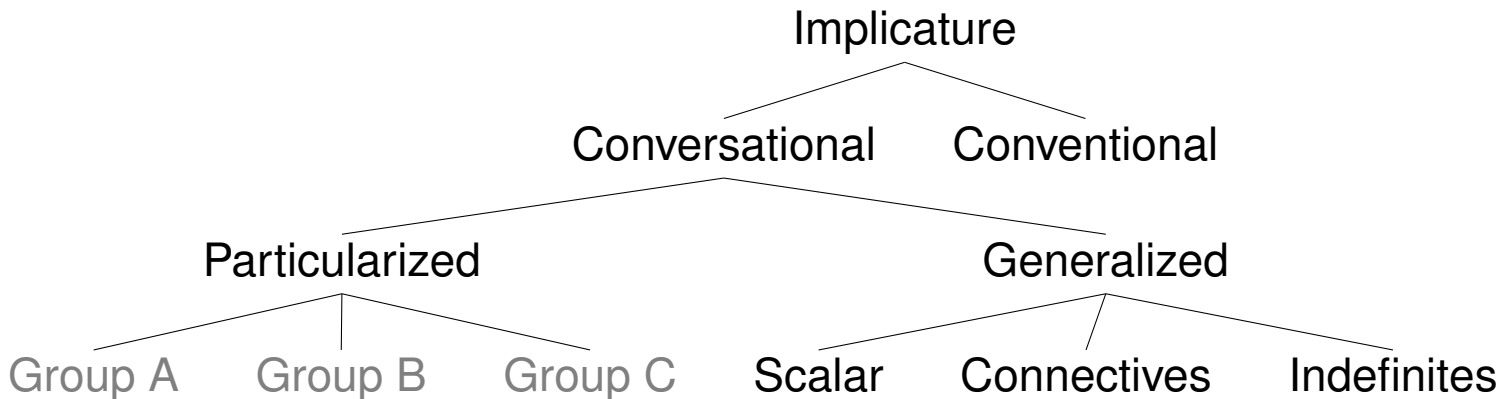 Implicature
Conversational Conventional
Particularized Generalized
Group A Group B Group C Scalar Connectives Indefinites